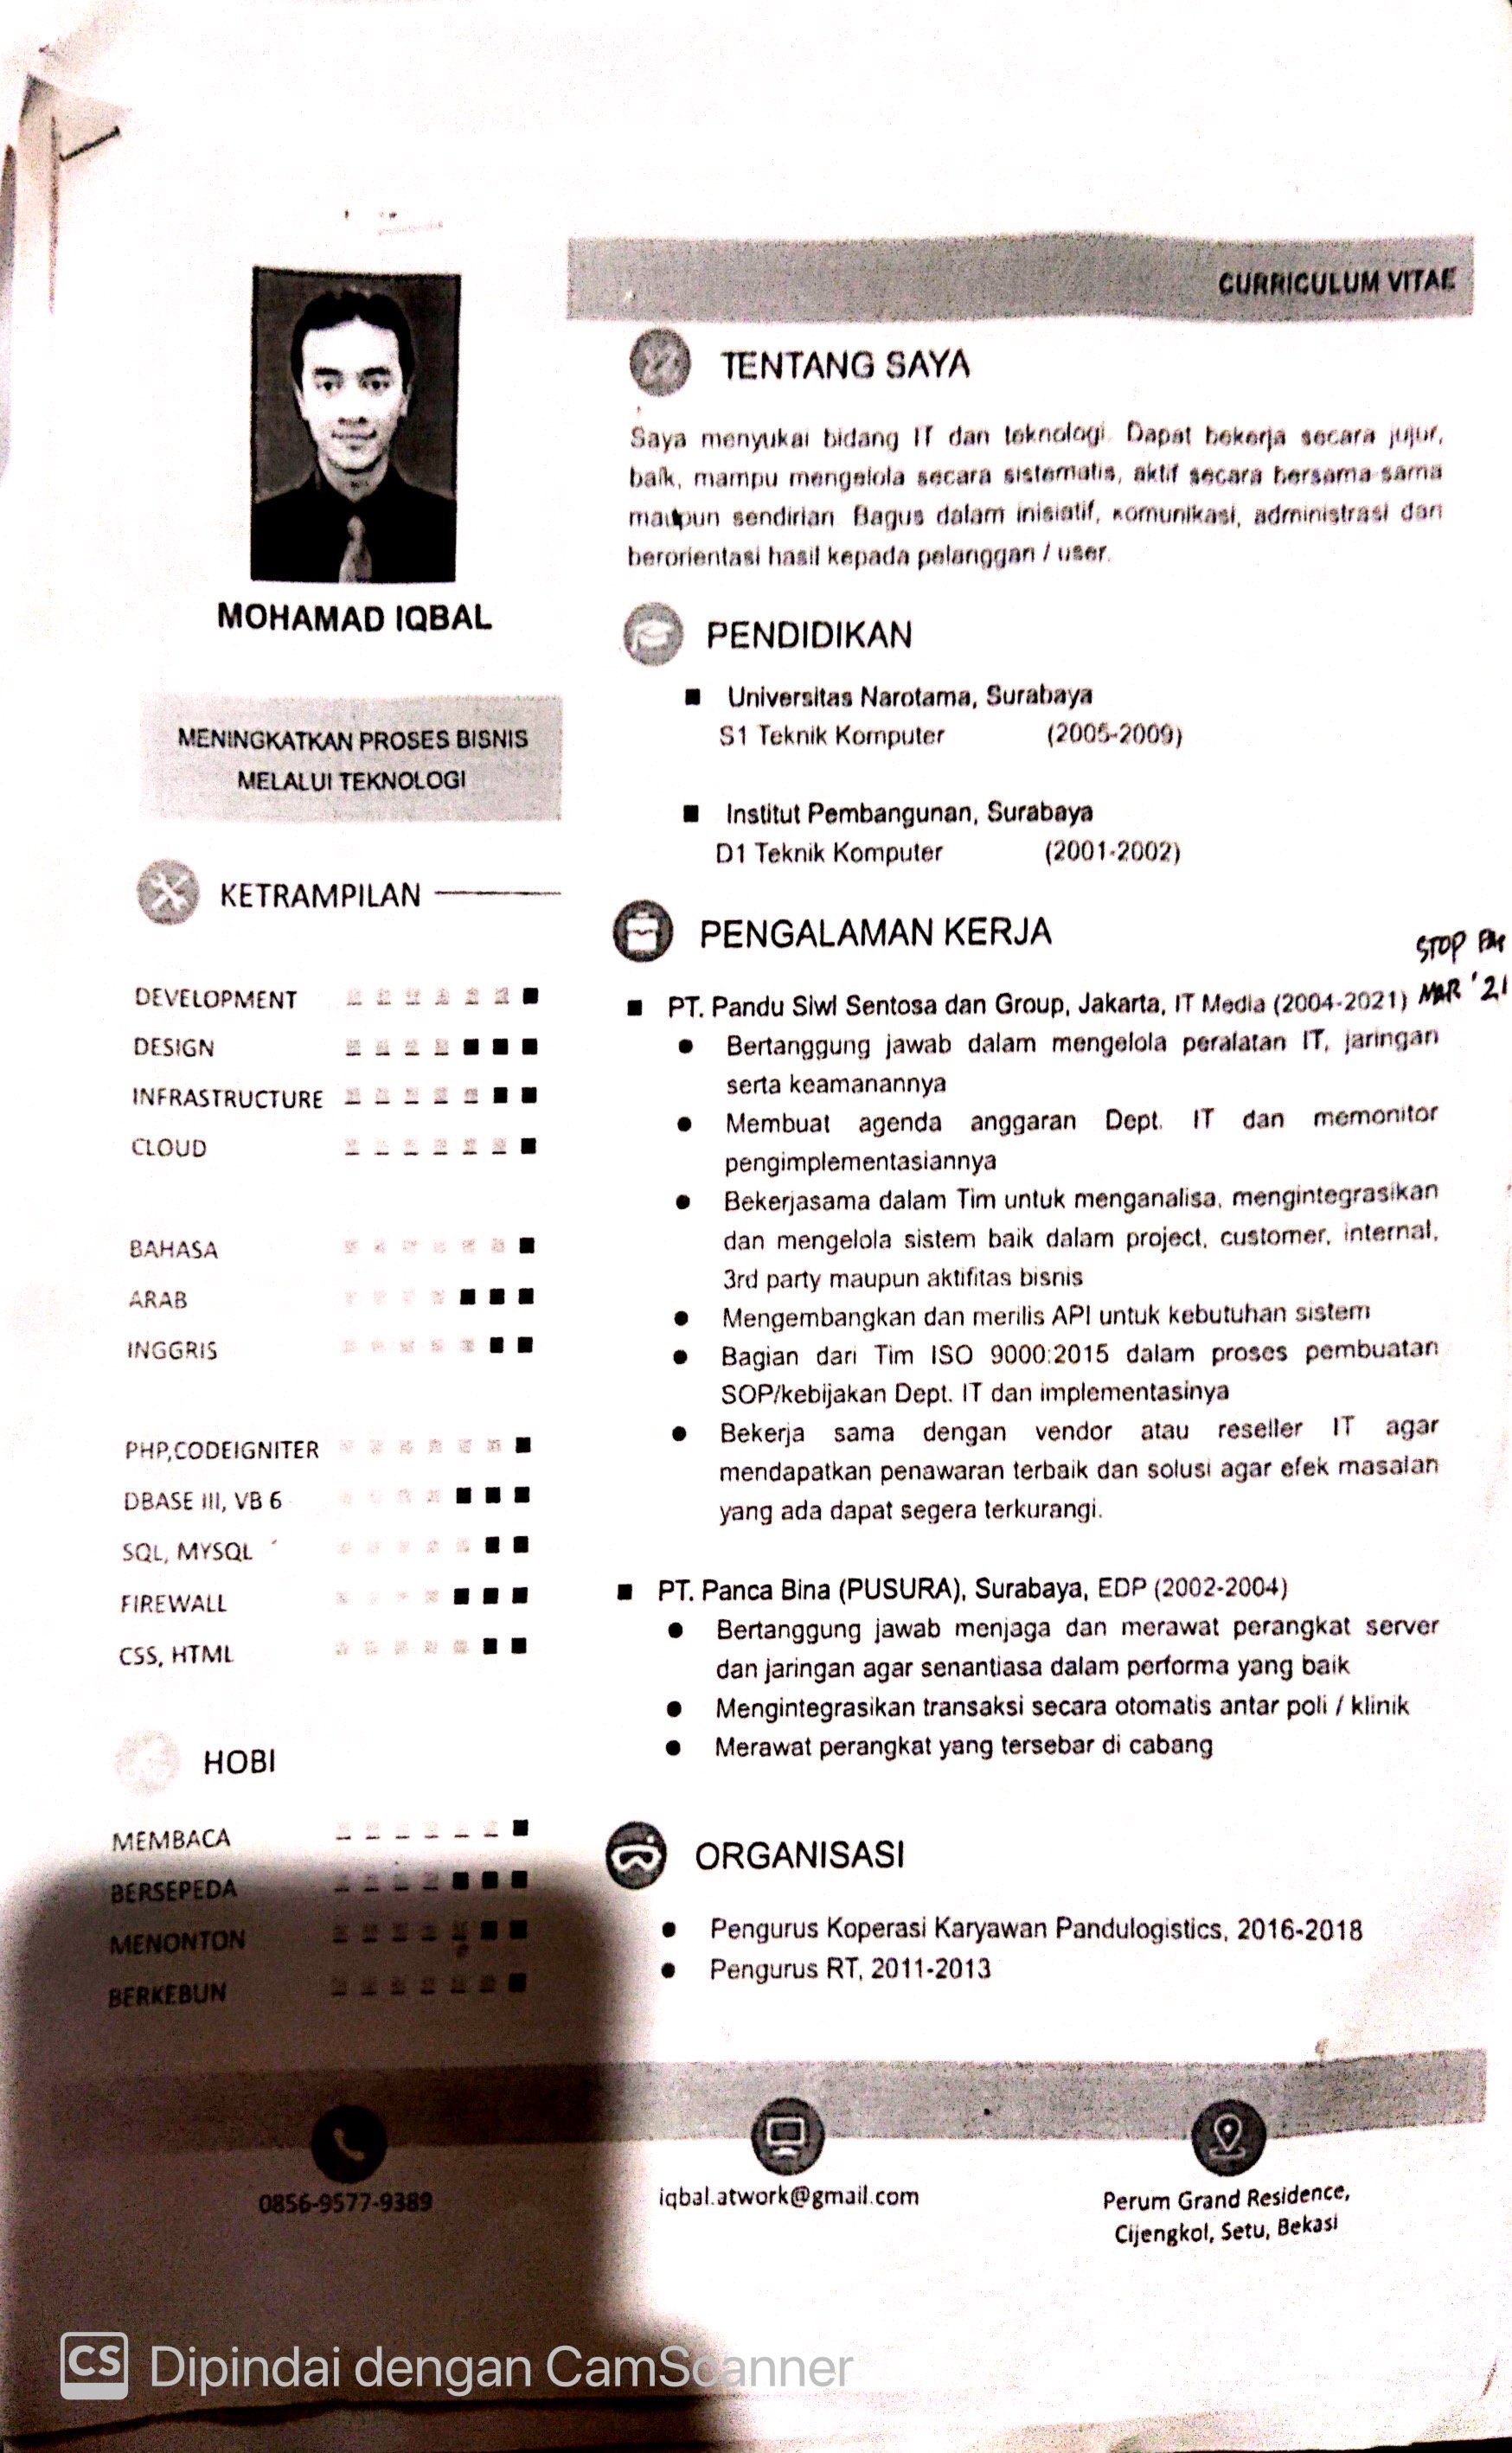 CURRICULUM VITAE
MOHAMAD IQBAL
MENINGKATKAN PROSES BISNIS
MELALUI TEKNOLOGI
KETRAMPILAN
DEVELOPMENT
DESIGN
INFRASTRUCTURE
CLOUD
BAHASA
ARAB
INGGRIS
PHP,CODEIGNITER
DBASE III, VB 6
SQL, MYSQL
FIREWALL
CSS, HTML
HOBI
MEMBACA
BERSEPEDA
MENONTON
BERKEBUN
TENTANG SAYA
Saya menyukai bidang IT dan teknologi. Dapat bekerja secara jujur,
baik, mampu mengelola secara sistematis, aktif secara bersama-sama
maupun sendirian. Bagus dalam inisiatif, komunikasi, administrasi dan
berorientasi hasil kepada pelanggan / user.
PENDIDIKAN
Universitas Narotama, Surabaya
S1 Teknik Komputer (2005-2009)
Institut Pembangunan, Surabaya
D1 Teknik Komputer (2001-2002)
PENGALAMAN KERJA
STOP
MAR '21
PT. Pandu Siwi Sentosa dan Group, Jakarta, IT Media (2004-2021)
Bertanggung jawab dalam mengelola peralatan IT, jaringan
serta keamanannya
Membuat agenda anggaran Dept. IT dan memonitor
pengimplementasiannya
Bekerjasama dalam Tim untuk menganalisa, mengintegrasikan
dan mengelola sistem baik dalam project, customer, internal,
3rd party maupun aktifitas bisnis
Mengembangkan dan merilis API untuk kebutuhan sistem
Bagian dari Tim ISO 9000:2015 dalam proses pembuatan
SOP/kebijakan Dept. IT dan implementasinya
Bekerja sama dengan vendor atau reseller IT agar
mendapatkan penawaran terbaik dan solusi agar efek masalan
yang ada dapat segera terkurangi.
PT. Panca Bina (PUSURA), Surabaya, EDP (2002-2004)
Bertanggung jawab menjaga dan merawat perangkat server
dan jaringan agar senantiasa dalam performa yang baik
Mengintegrasikan transaksi secara otomatis antar poli / klinik
Merawat perangkat yang tersebar di cabang
ORGANISASI
Pengurus Koperasi Karyawan Pandulogistics, 2016-2018
Pengurus RT, 2011-2013
0856-9577-9389
iqbal.atwork@gmail.com
Perum Grand Residence,
Cijengkol, Setu, Bekasi
CS Dipindai dengan CamScanner